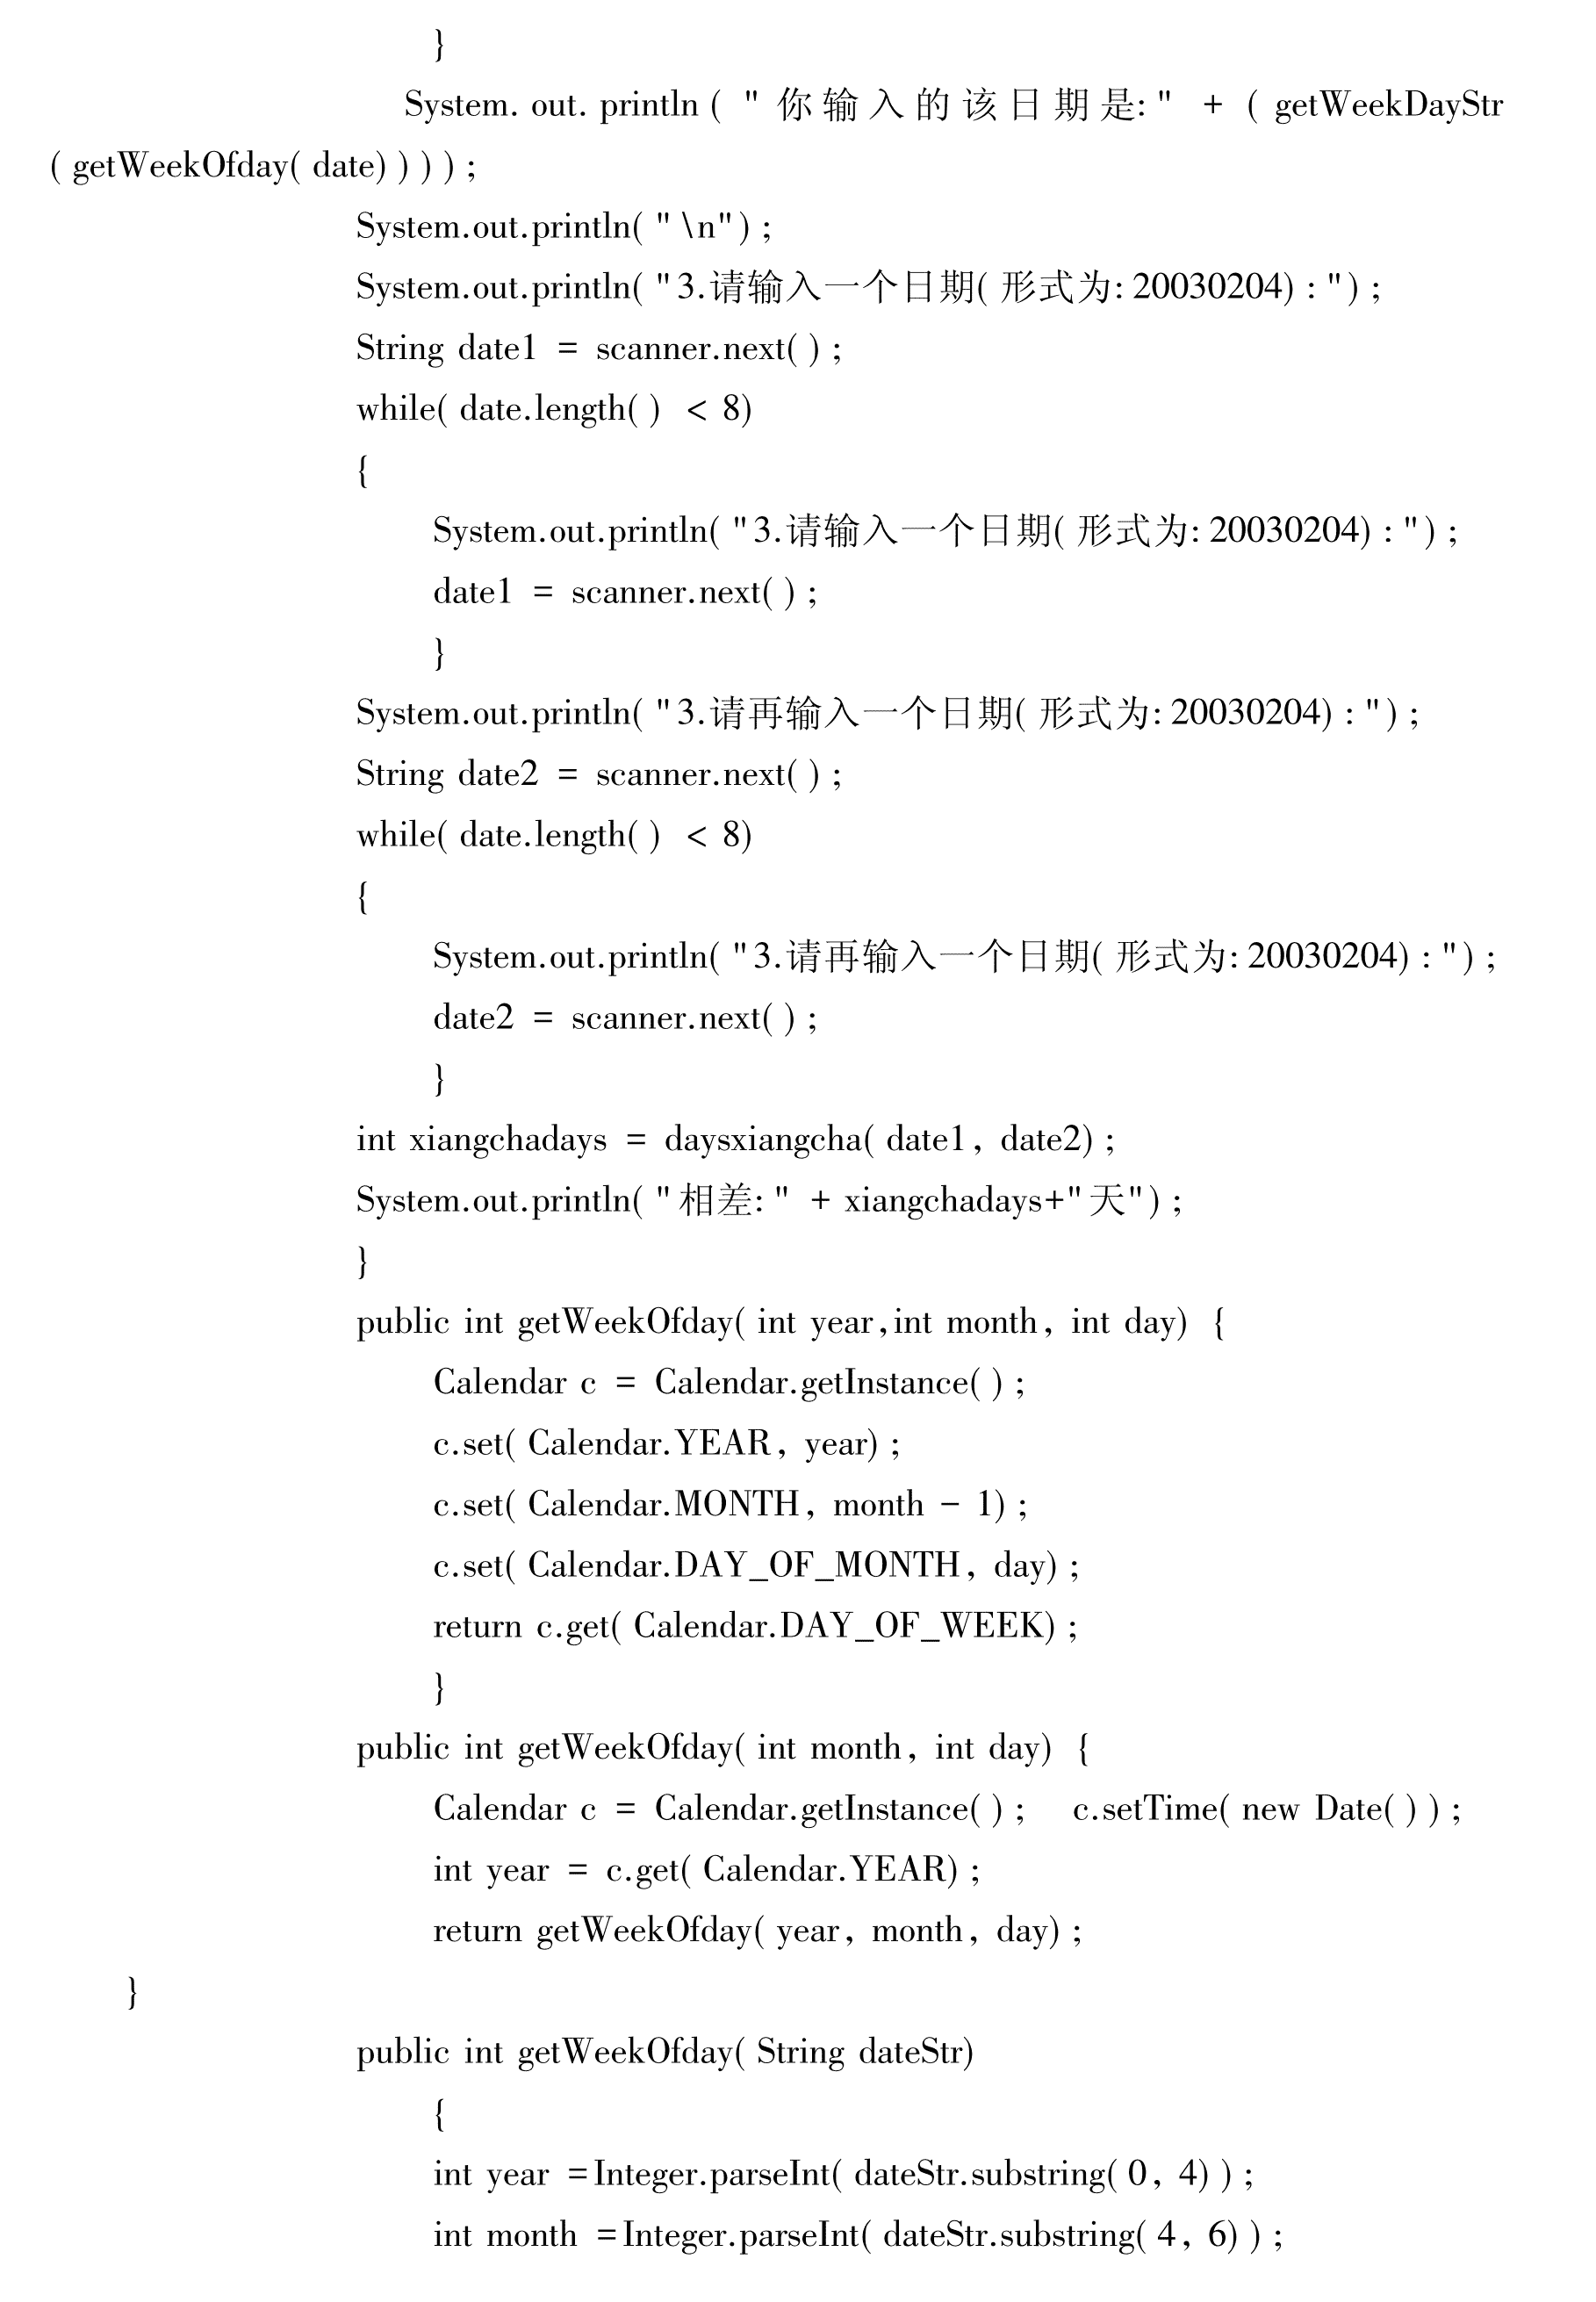 }
System. out. println ( " 你 输 入 的 该 日 期 是:" + ( getWeekDayStr
( getWeekOfday( date) ) ) ) ;
System.out.println( "\n") ;
System.out.println( "3.请输入一个日期( 形式为: 20030204) : ") ;
String date1 = scanner.next( ) ;
while( date.length( ) < 8)
{
System.out.println( "3.请输入一个日期( 形式为: 20030204) : ") ;
date1 = scanner.next( ) ;
}
System.out.println( "3.请再输入一个日期( 形式为: 20030204) : ") ;
String date2 = scanner.next( ) ;
while( date.length( ) < 8)
{
System.out.println( "3.请再输入一个日期( 形式为: 20030204) : ") ;
date2 = scanner.next( ) ;
}
int xiangchadays = daysxiangcha( date1, date2) ;
System.out.println( "相差: " + xiangchadays+"天") ;
}
public int getWeekOfday( int year,int month, int day) {
Calendar c = Calendar.getInstance( ) ;
c.set( Calendar.YEAR, year) ;
c.set( Calendar.MONTH, month - 1) ;
c.set( Calendar.DAY_OF_MONTH, day) ;
return c.get( Calendar.DAY_OF_WEEK) ;
}
public int getWeekOfday( int month, int day) {
Calendar c = Calendar.getInstance( ) ; c.setTime( new Date( ) ) ;
int year = c.get( Calendar.YEAR) ;
return getWeekOfday( year, month, day) ;
}
public int getWeekOfday( String dateStr)
{
int year =Integer.parseInt( dateStr.substring( 0, 4) ) ;
int month =Integer.parseInt( dateStr.substring( 4, 6) ) ;